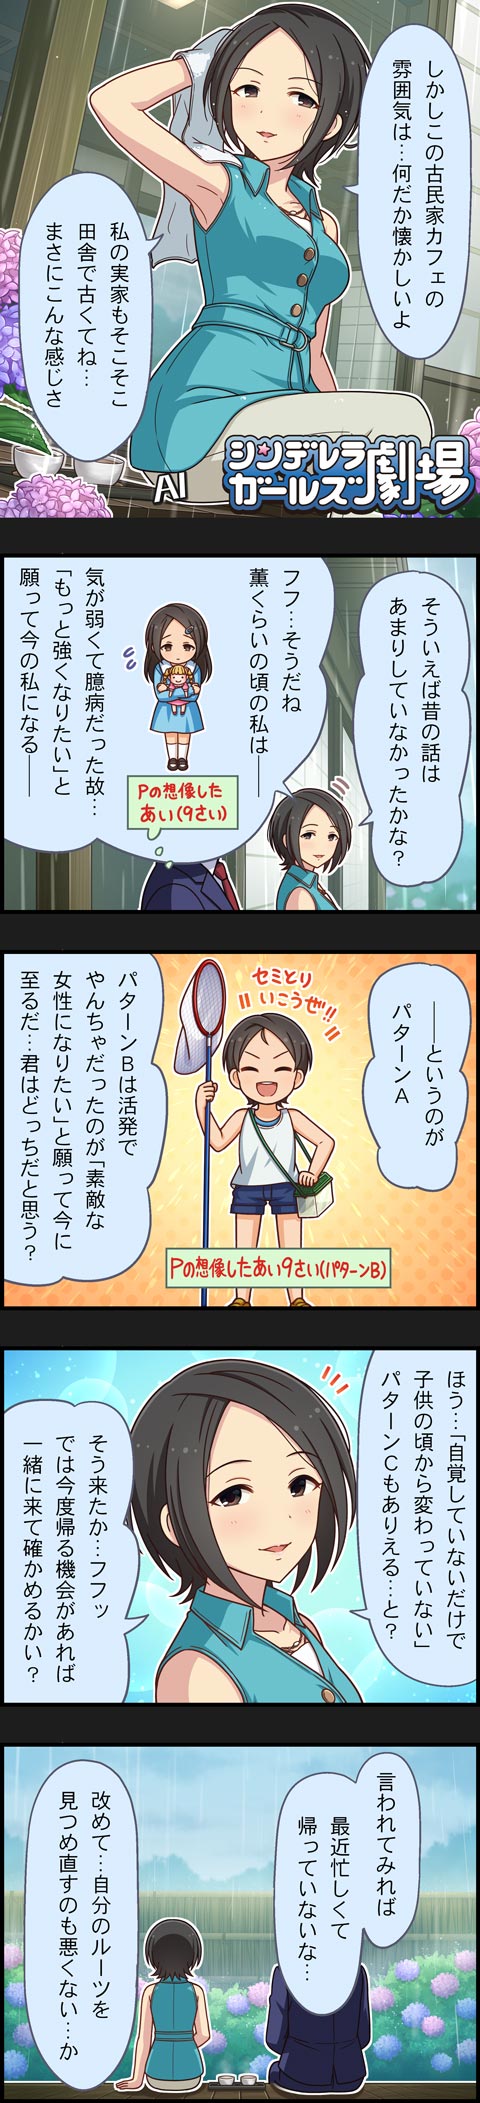 しかしこの古民家カフェの
雰囲気は…何だか懐かしいよ
私の実家もそこそこ
田舎で古くてね…
まさにこんな感じさ
AI
シンデレラ
ガールズ劇場
そういえば昔の話は
あまりしていなかったかな？
フフ…そうだね
薫くらいの頃の私は──
気が弱くて臆病だった故…
「もっと強くなりたい」と
願って今の私になる──
Pの想像した
あい(9さい)
──というのが
パターンA
セミとり
いこうぜ!!
パターンBは活発で
やんちゃだったのが「素敵な
女性になりたい」と願って今に
至るだ…君はどっちだと思う？
Pの想像したあい9さい(パターンB)
ほう…「自覚していないだけで
子供の頃から変わっていない」
パターンCもありえる…と？
そう来たか…フフッ
では今度帰る機会があれば
一緒に来て確かめるかい？
言われてみれば
最近忙しくて
帰っていないな…
改めて…自分のルーツを
見つめ直すのも悪くない…か